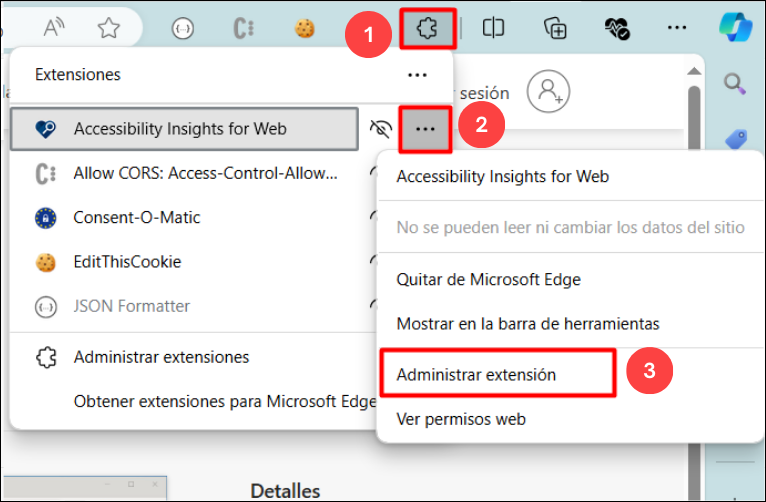 1
Extensiones
sesión
Accessibility Insights for Web
2
Allow CORS: Access-Control-Allow...
Consent-O-Matic
EditThisCookie
JSON Formatter
Administrar extensiones
Obtener extensiones para Microsoft Edge
Accessibility Insights for Web
No se pueden leer ni cambiar los datos del sitio
Quitar de Microsoft Edge
Mostrar en la barra de herramientas
Administrar extensión
3
Ver permisos web
Detalles